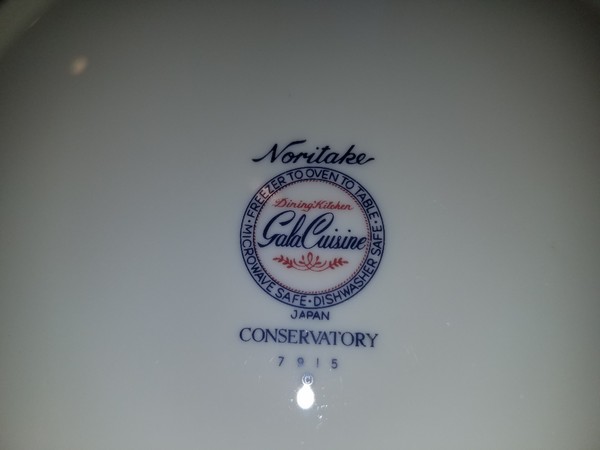 Noritake
FREEZER TO OVEN TO TABLE · DISHWASHER SAFE · MICROWAVE SAFE ·
Dining Kitchen
Gala Cuisine
JAPAN
CONSERVATORY
7915
©